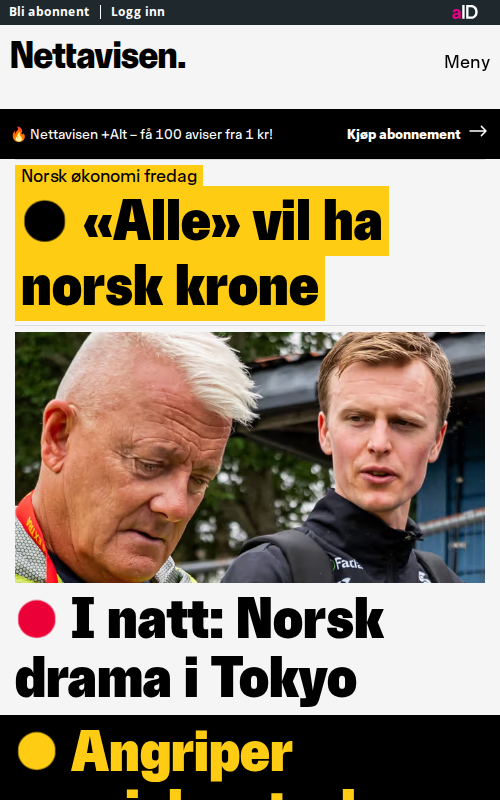 Bli abonnent | Logg inn
aID
Nettavisen.
Meny
🔥 Nettavisen +Alt – få 100 aviser fra 1 kr!
Kjøp abonnement →
Norsk økonomi fredag
«Alle» vil ha
norsk krone
I natt: Norsk
drama i Tokyo
Angriper